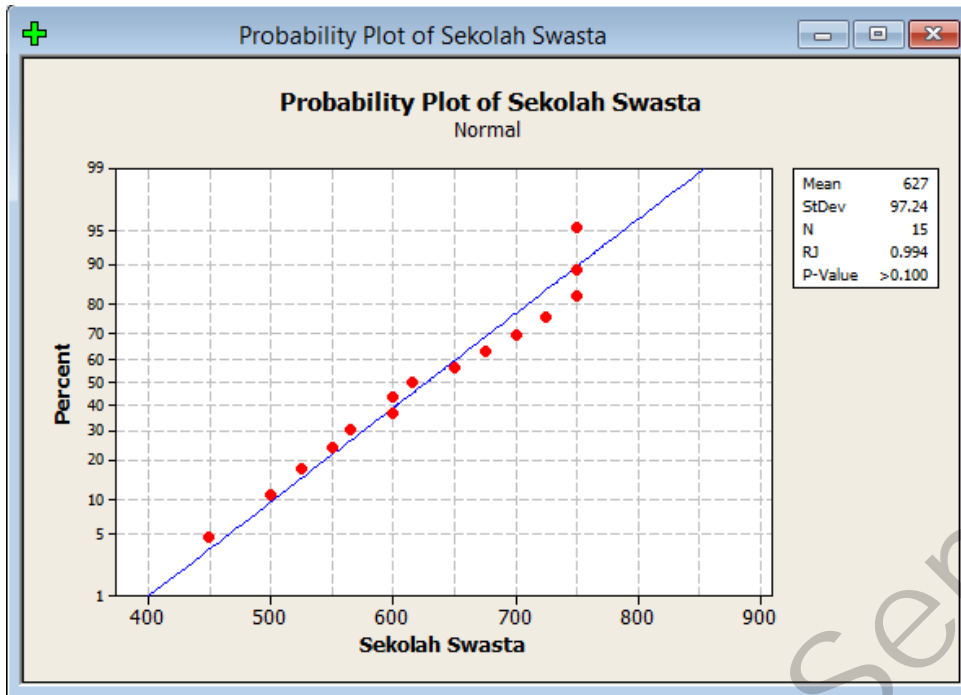 Probability Plot of Sekolah Swasta
Probability Plot of Sekolah Swasta
Normal
99
95
90
80
70
60
50
40
30
20
10
5
1
Percent
400 500 600 700 800 900
Sekolah Swasta
Mean 627
StDev 97.24
N 15
RJ 0.994
P-Value >0.100